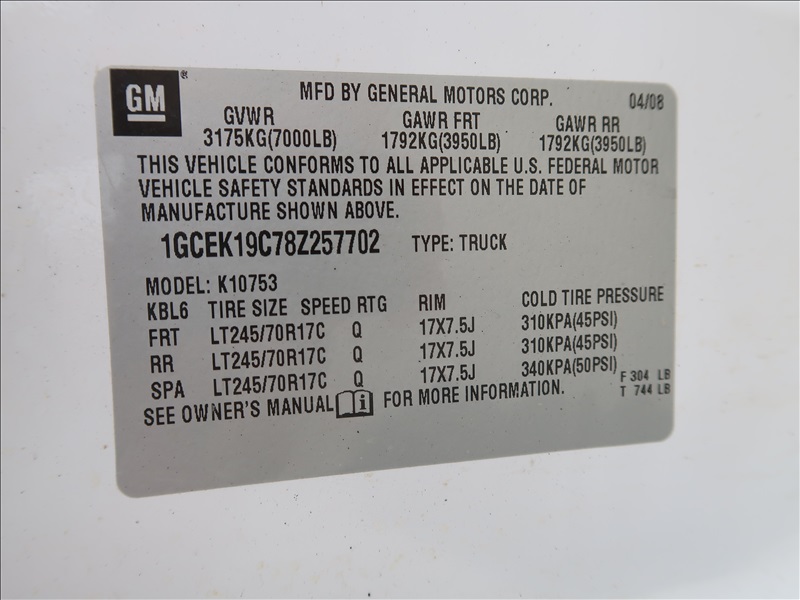 GM®
MFD BY GENERAL MOTORS CORP. 04/08
GVWR GAWR FRT GAWR RR
3175KG(7000LB) 1792KG(3950LB) 1792KG(3950LB)
THIS VEHICLE CONFORMS TO ALL APPLICABLE U.S. FEDERAL MOTOR
VEHICLE SAFETY STANDARDS IN EFFECT ON THE DATE OF
MANUFACTURE SHOWN ABOVE.
1GCEK19C78Z257702 TYPE: TRUCK
MODEL: K10753
KBL6 TIRE SIZE SPEED RTG RIM COLD TIRE PRESSURE
FRT LT245/70R17C Q 17X7.5J 310KPA(45PSI)
RR LT245/70R17C Q 17X7.5J 310KPA(45PSI)
SPA LT245/70R17C Q 17X7.5J 340KPA(50PSI)
F 304 LB
T 744 LB
SEE OWNER'S MANUAL i FOR MORE INFORMATION.